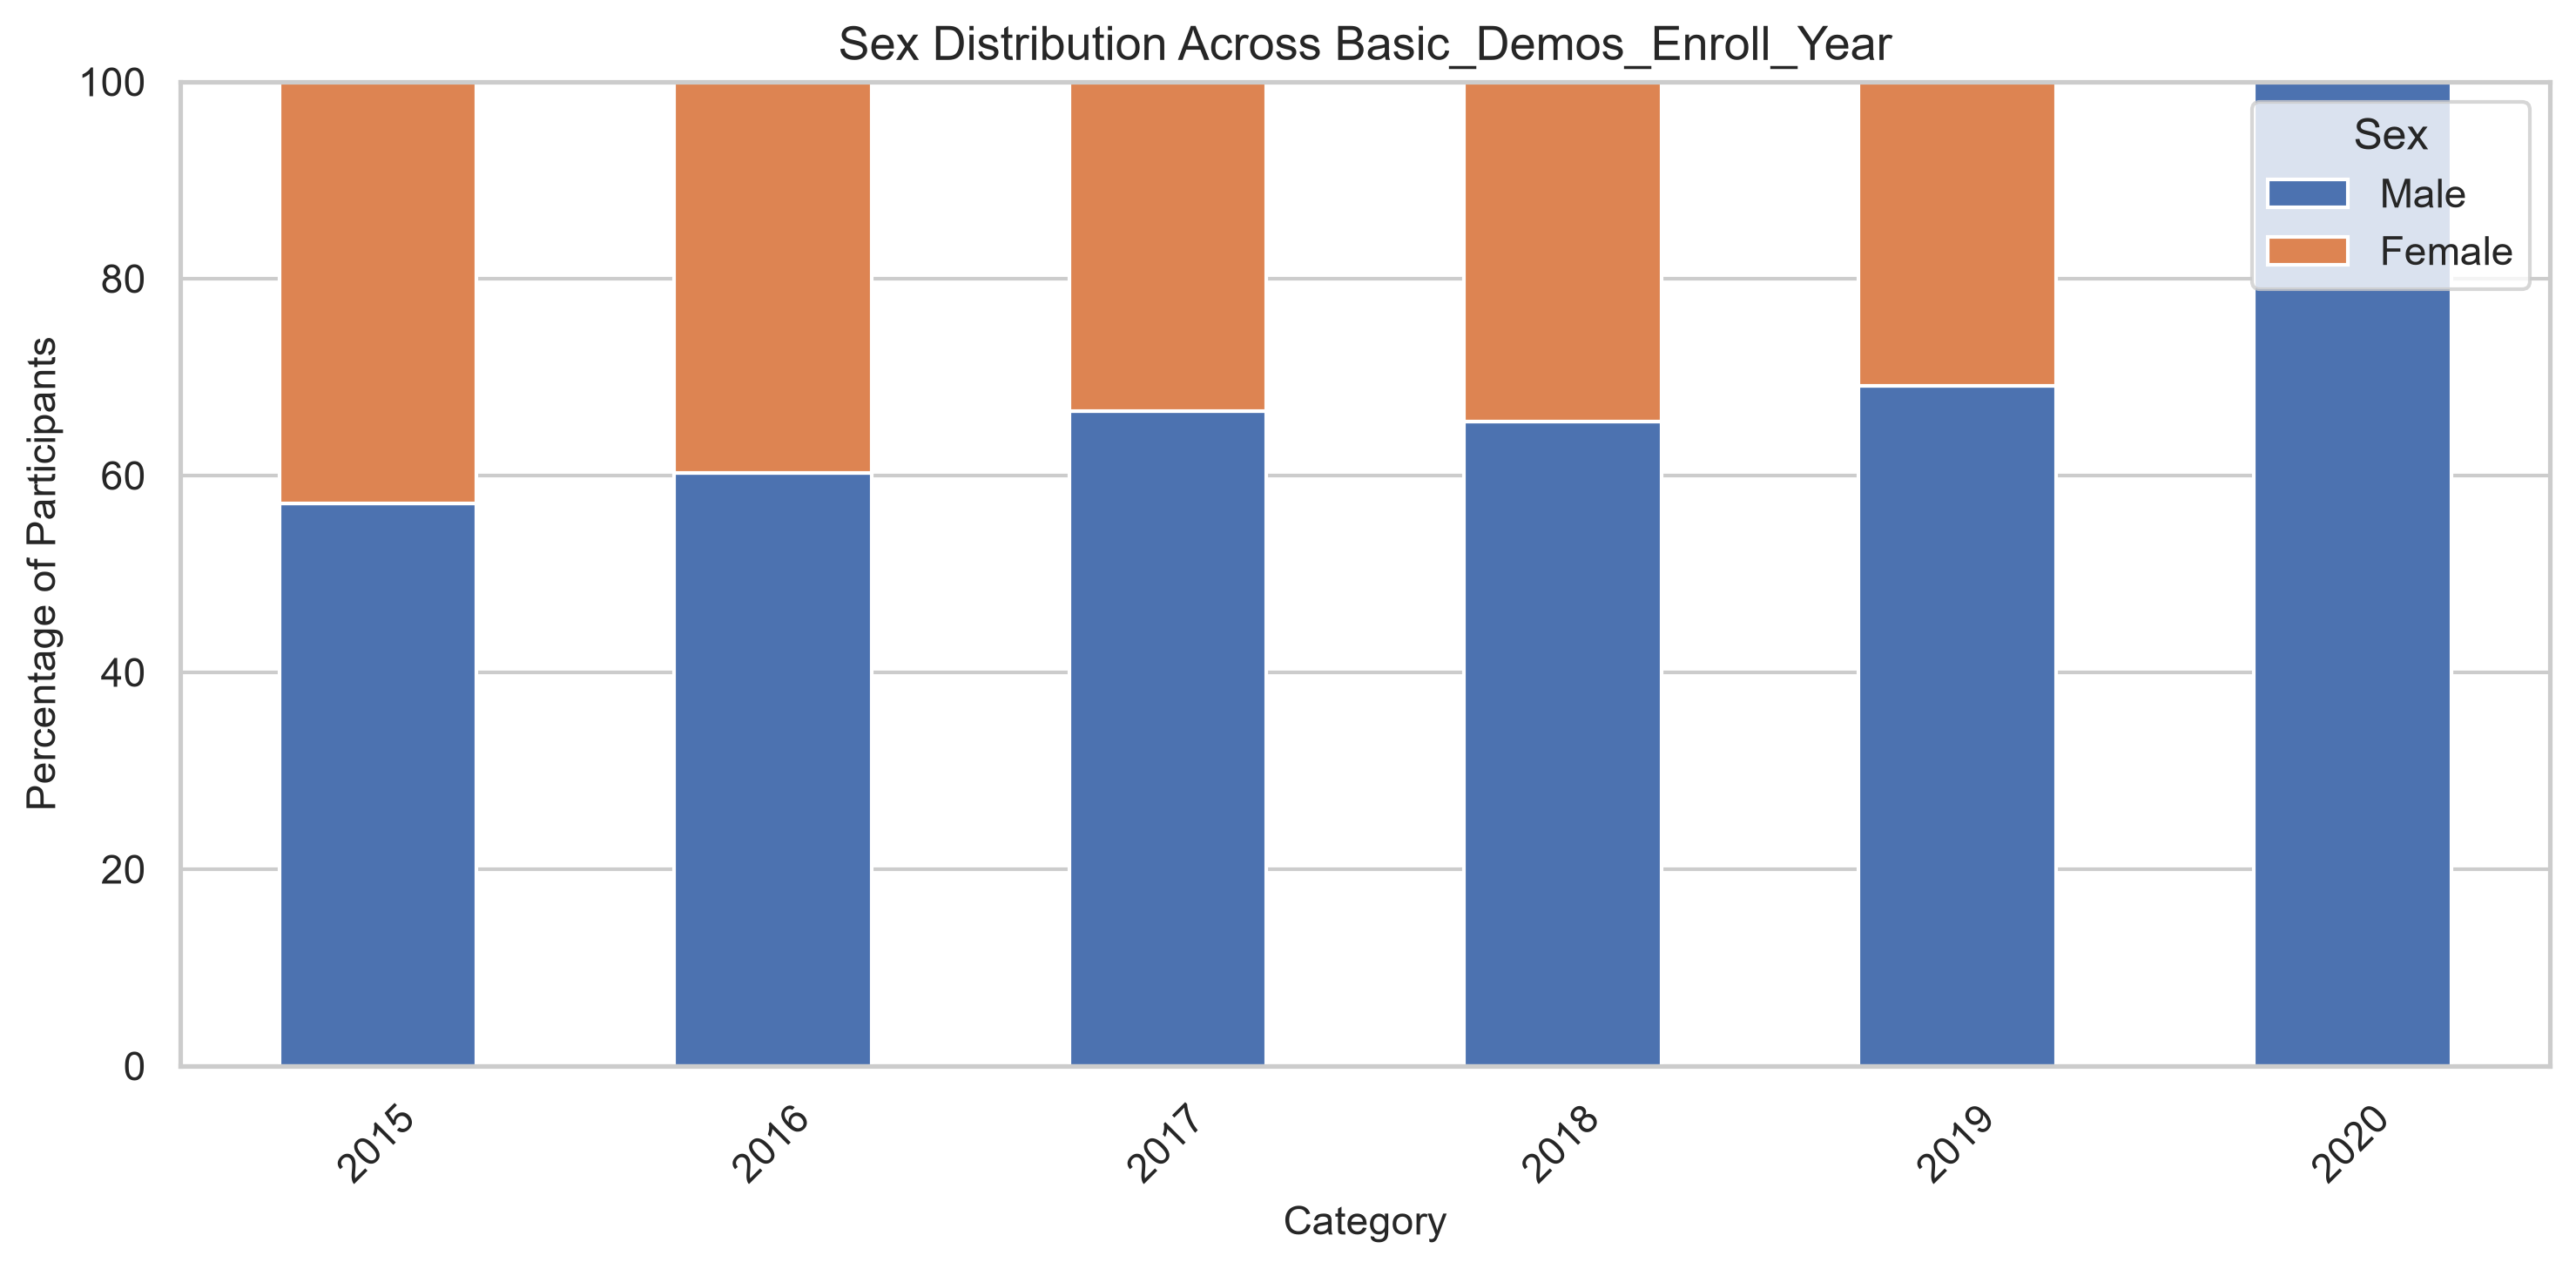 Sex Distribution Across Basic_Demos_Enroll_Year
Percentage of Participants
100
80
60
40
20
0
Sex
Male
Female
2015
2016
2017
2018
2019
2020
Category